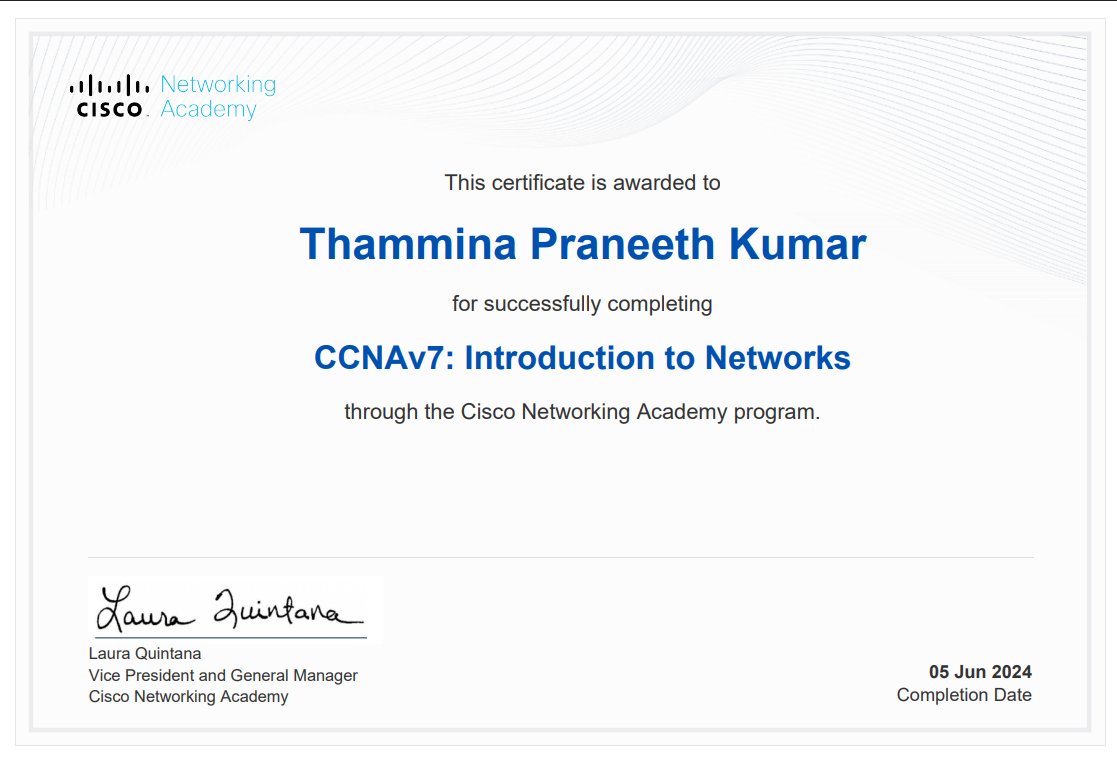 Networking
CISCO. Academy
This certificate is awarded to
Thammina Praneeth Kumar
for successfully completing
CCNAv7: Introduction to Networks
through the Cisco Networking Academy program.
Laura Quintana
Laura Quintana
Vice President and General Manager
Cisco Networking Academy
05 Jun 2024
Completion Date